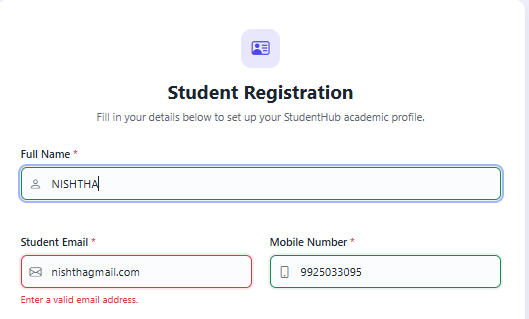 Student Registration
Fill in your details below to set up your StudentHub academic profile.
Full Name *
NISHTHA
Student Email *
Mobile Number *
nishthagmail.com
9925033095
Enter a valid email address.